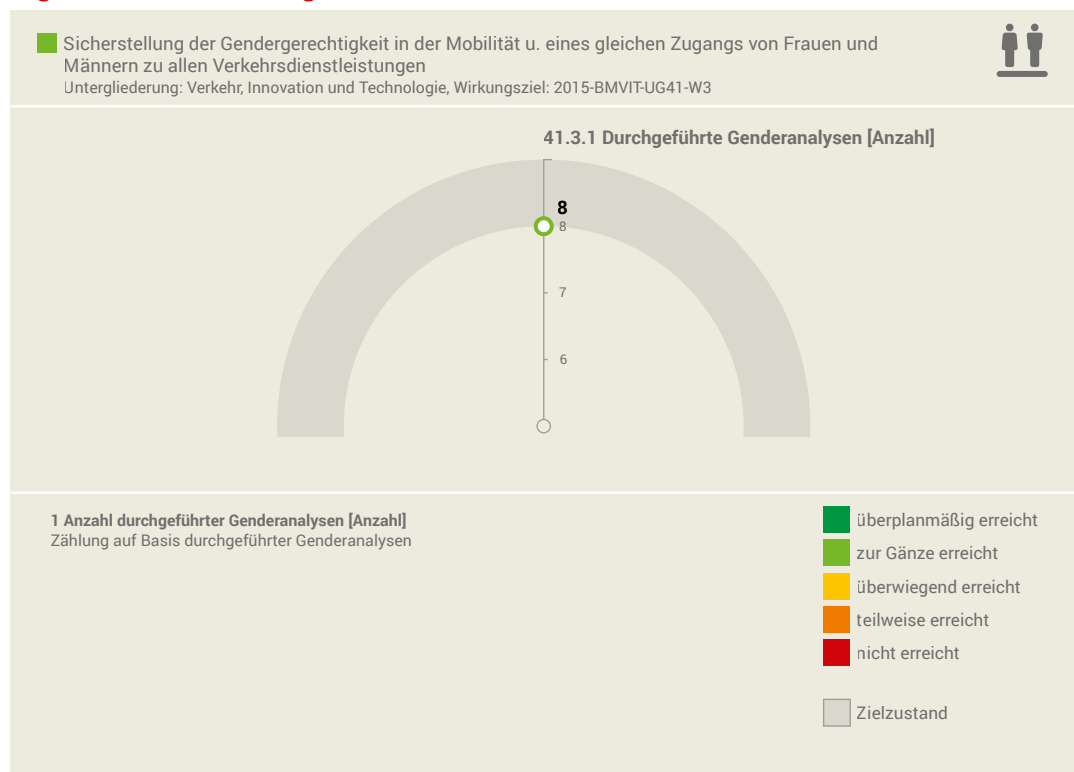 Sicherstellung der Gendergerechtigkeit in der Mobilität u. eines gleichen Zugangs von Frauen und
Männern zu allen Verkehrsdienstleistungen
Untergliederung: Verkehr, Innovation und Technologie, Wirkungsziel: 2015-BMVIT-UG41-W3
41.3.1 Durchgeführte Genderanalysen [Anzahl]
8
8
7
6
1 Anzahl durchgeführter Genderanalysen [Anzahl]
Zählung auf Basis durchgeführter Genderanalysen
überplanmäßig erreicht
zur Gänze erreicht
überwiegend erreicht
teilweise erreicht
nicht erreicht
Zielzustand